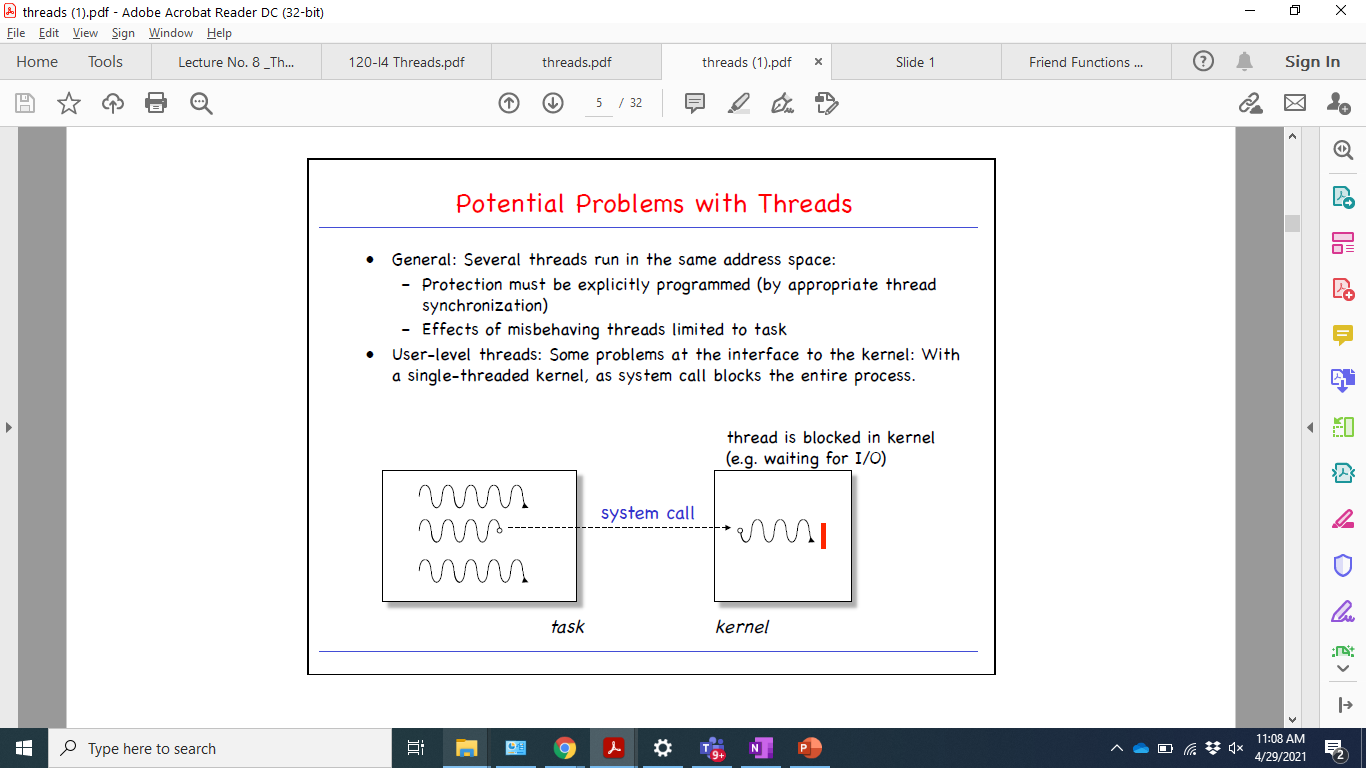 threads (1).pdf - Adobe Acrobat Reader DC (32-bit)
File Edit View Sign Window Help
Home Tools Lecture No. 8 _Th... 120-l4 Threads.pdf threads.pdf threads (1).pdf × Slide 1 Friend Functions ... Sign In
5 / 32
Potential Problems with Threads
• General: Several threads run in the same address space:
– Protection must be explicitly programmed (by appropriate thread
synchronization)
– Effects of misbehaving threads limited to task
• User-level threads: Some problems at the interface to the kernel: With
a single-threaded kernel, as system call blocks the entire process.
thread is blocked in kernel
(e.g. waiting for I/O)
system call
task kernel
Type here to search
9+
11:08 AM
4/29/2021
2